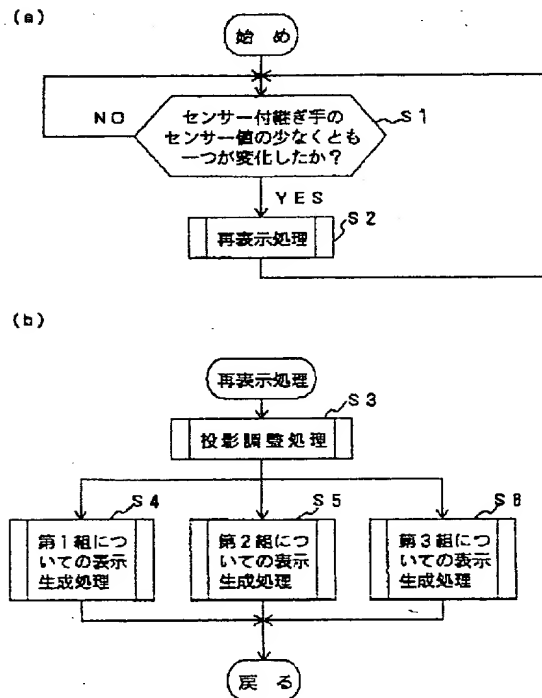 (a)
始 め
NO
センサー付継ぎ手の
センサー値の少なくとも
一つが変化したか？
S1
YES
再表示処理
S2
(b)
再表示処理
S3
投影調整処理
S4
S5
S6
第1組につ
いての表示
生成処理
第2組につ
いての表示
生成処理
第3組につ
いての表示
生成処理
戻 る